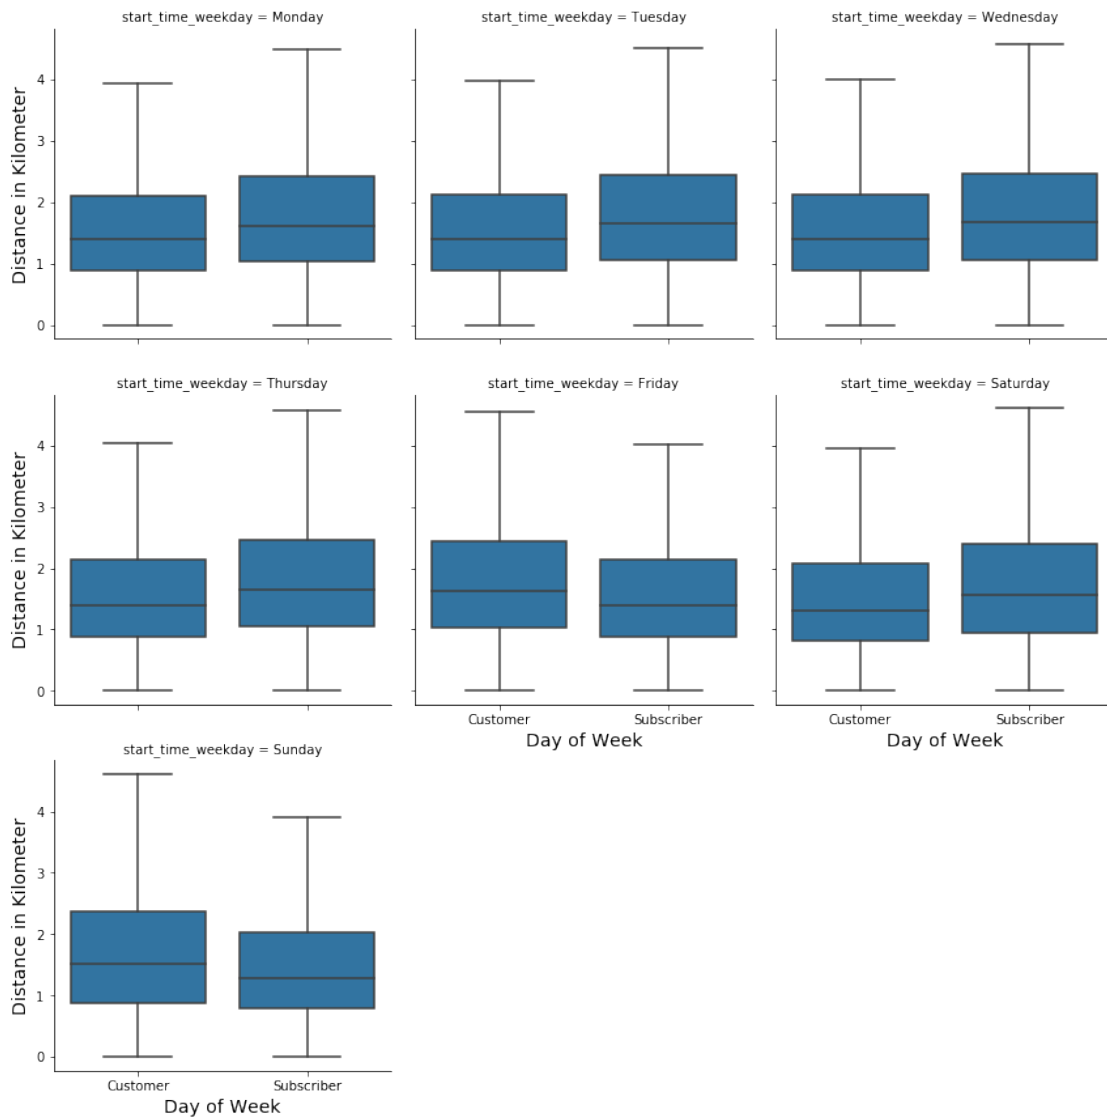 start_time_weekday = Monday
start_time_weekday = Tuesday
start_time_weekday = Wednesday
Distance in Kilometer
4
3
2
1
0
start_time_weekday = Thursday
start_time_weekday = Friday
start_time_weekday = Saturday
Distance in Kilometer
4
3
2
1
0
Customer
Subscriber
Day of Week
Customer
Subscriber
Day of Week
start_time_weekday = Sunday
Distance in Kilometer
4
3
2
1
0
Customer
Subscriber
Day of Week